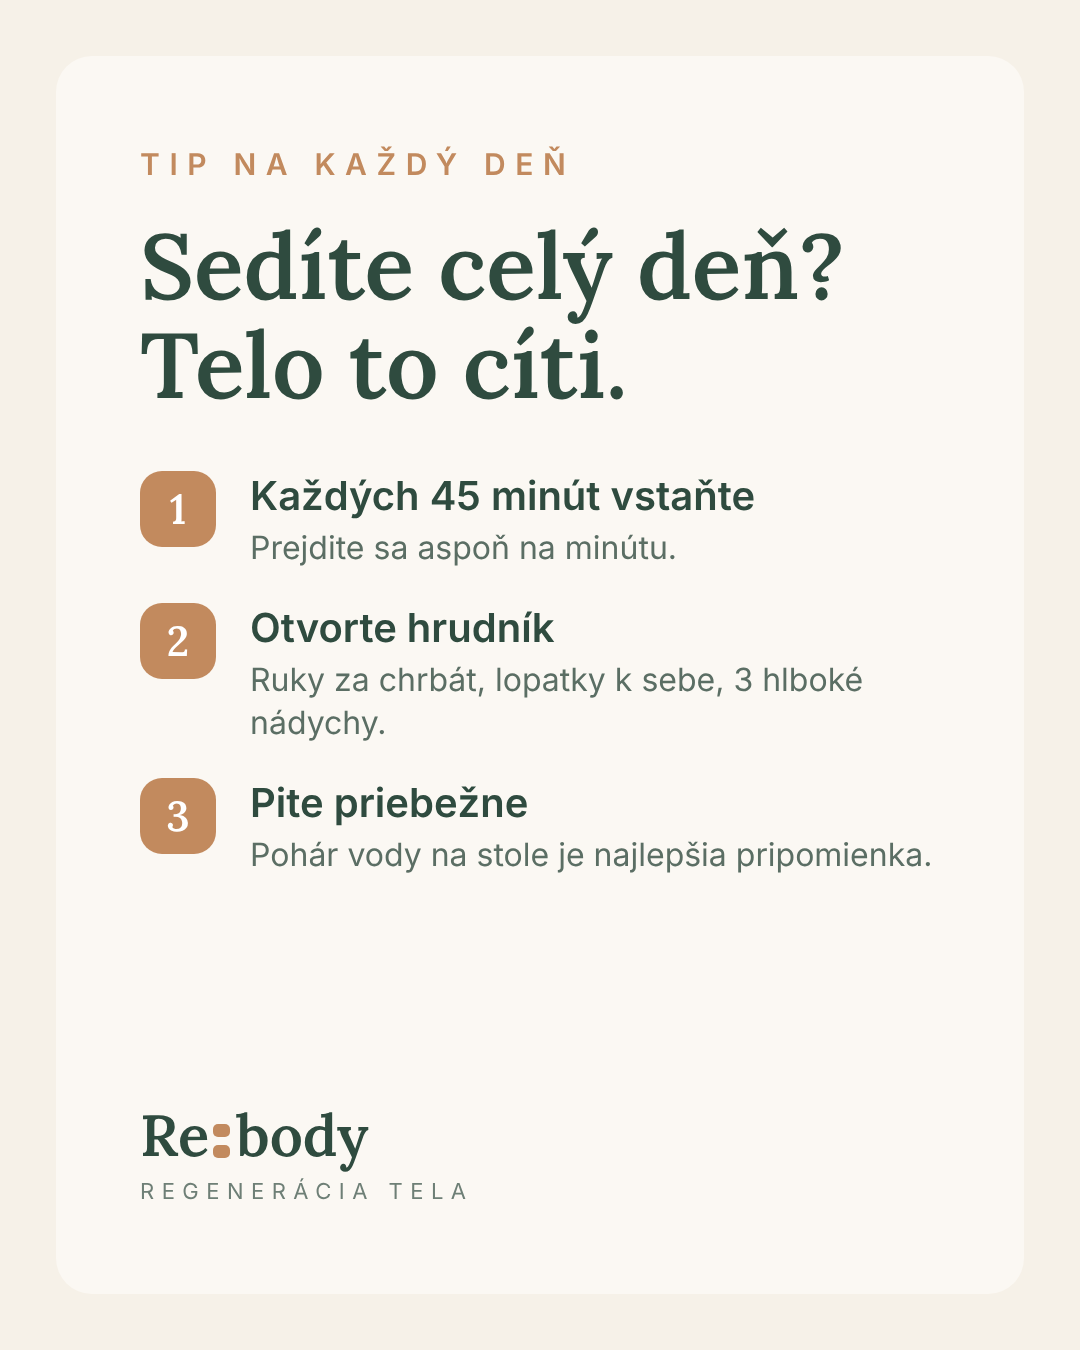 TIP NA KAŽDÝ DEŇ
Sedíte celý deň?
Telo to cíti.
1
Každých 45 minút vstaňte
Prejdite sa aspoň na minútu.
2
Otvorte hrudník
Ruky za chrbát, lopatky k sebe, 3 hlboké
nádychy.
3
Pite priebežne
Pohár vody na stole je najlepšia pripomienka.
Re:body
REGENERÁCIA TELA